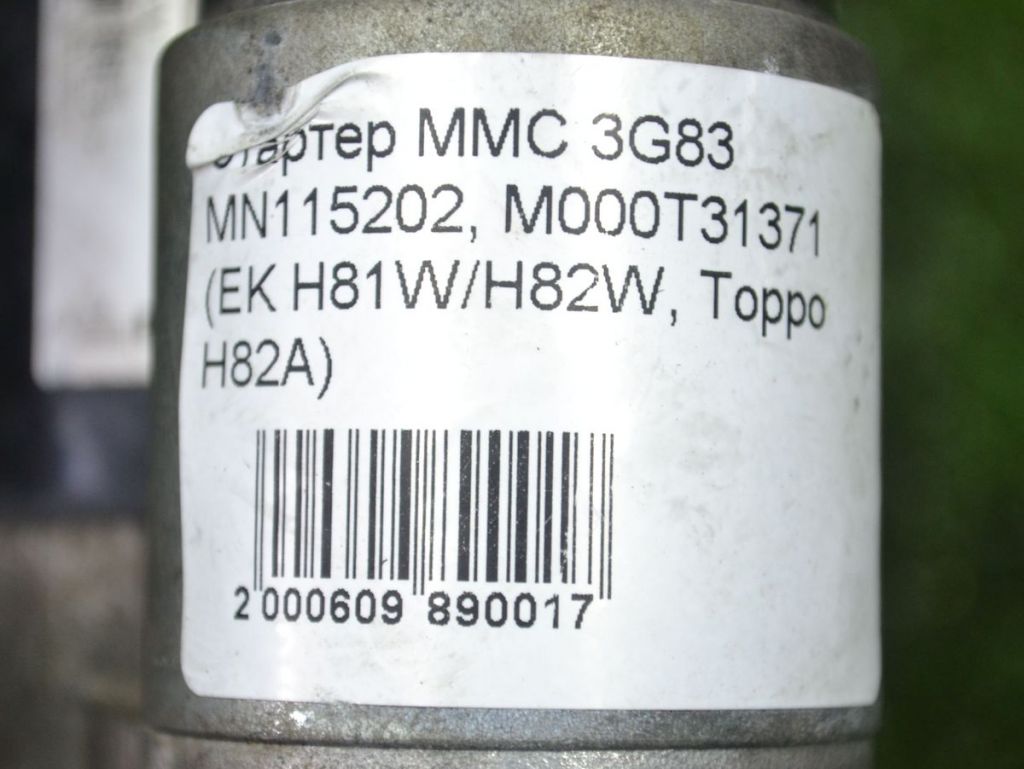 Стартер MMC 3G83
MN115202, M000T31371
(EK H81W/H82W, Toppo
H82A)
2 000609 890017